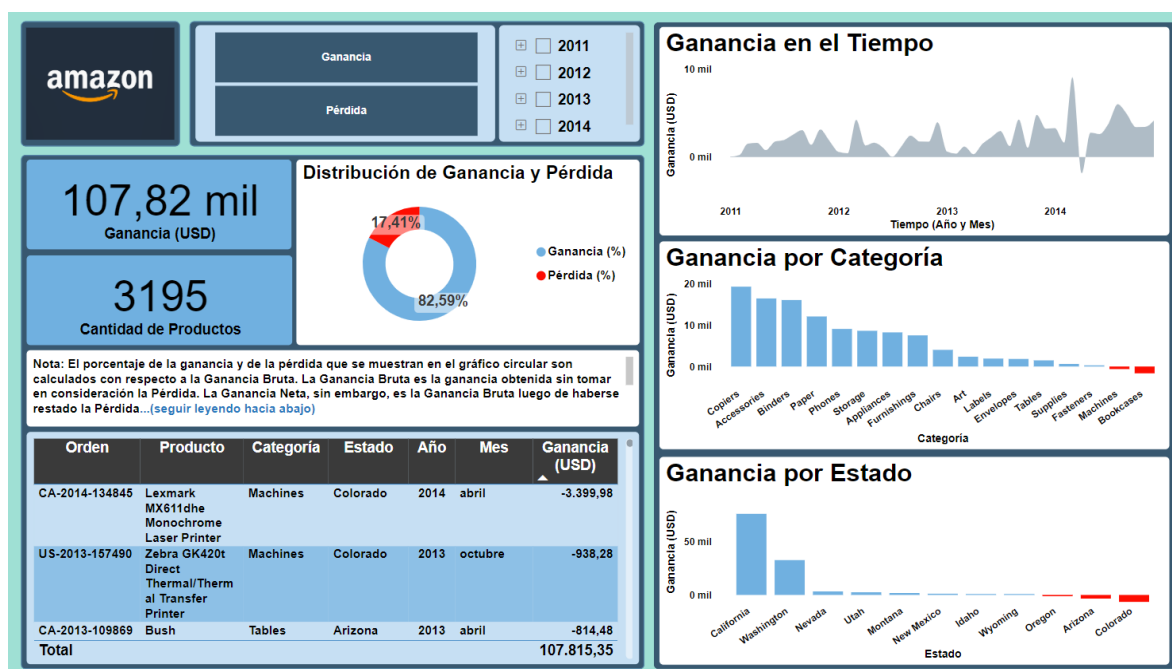 amazon
Ganancia
Pérdida
2011
2012
2013
2014
107,82 mil
Ganancia (USD)
3195
Cantidad de Productos
Distribución de Ganancia y Pérdida
17,41%
82,59%
Ganancia (%)
Pérdida (%)
Nota: El porcentaje de la ganancia y de la pérdida que se muestran en el gráfico circular son
calculados con respecto a la Ganancia Bruta. La Ganancia Bruta es la ganancia obtenida sin tomar
en consideración la Pérdida. La Ganancia Neta, sin embargo, es la Ganancia Bruta luego de haberse
restado la Pérdida...(seguir leyendo hacia abajo)
Orden Producto Categoría Estado Año Mes Ganancia
(USD)
CA-2014-134845 Lexmark Machines Colorado 2014 abril -3.399,98
MX611dhe
Monochrome
Laser Printer
US-2013-157490 Zebra GK420t Machines Colorado 2013 octubre -938,28
Direct
Thermal/Therm
al Transfer
Printer
CA-2013-109869 Bush Tables Arizona 2013 abril -814,48
Total 107.815,35
Ganancia en el Tiempo
Ganancia (USD)
10 mil
0 mil
2011 2012 2013 2014
Tiempo (Año y Mes)
Ganancia por Categoría
Ganancia (USD)
20 mil
10 mil
0 mil
Copiers
Accessories
Binders
Paper
Phones
Storage
Appliances
Furnishings
Chairs
Art
Labels
Envelopes
Tables
Supplies
Fasteners
Machines
Bookcases
Categoría
Ganancia por Estado
Ganancia (USD)
50 mil
0 mil
California
Washington
Nevada
Utah
Montana
New Mexico
Idaho
Wyoming
Oregon
Arizona
Colorado
Estado